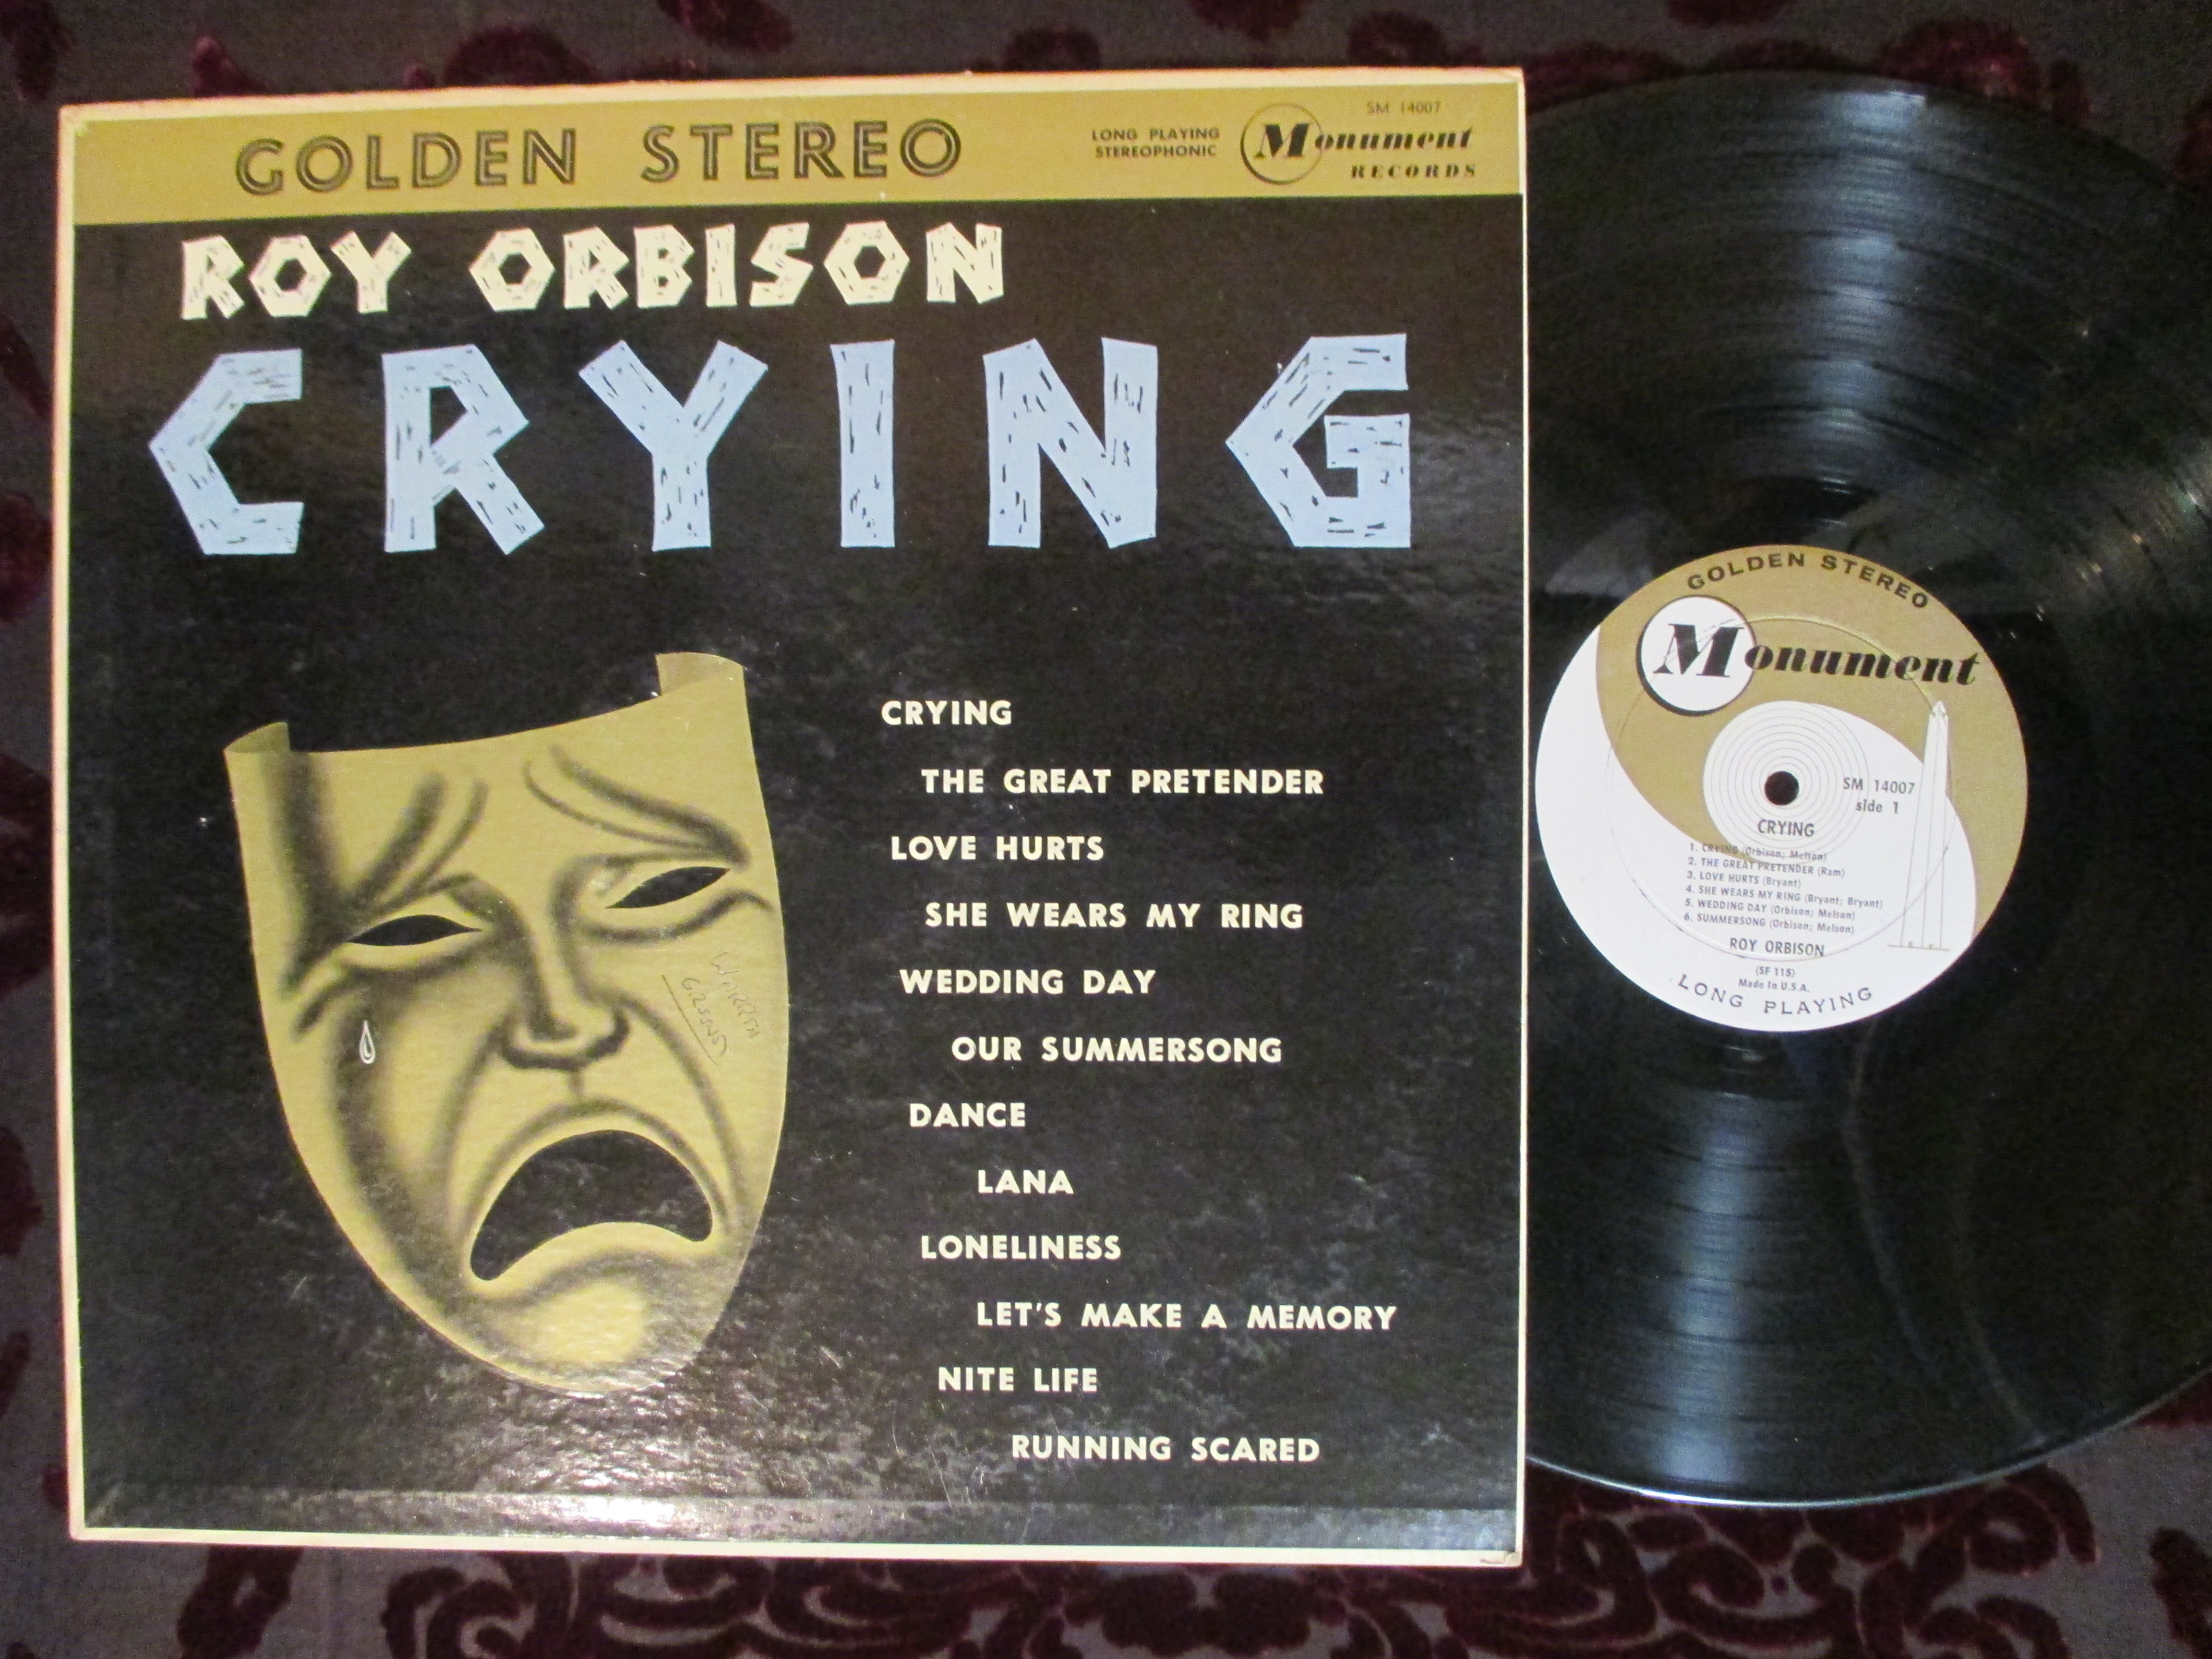 GOLDEN STEREO
LONG PLAYING
STEREOPHONIC
SM 14007
Monument
RECORDS
ROY ORBISON
CRYING
CRYING
THE GREAT PRETENDER
LOVE HURTS
SHE WEARS MY RING
WEDDING DAY
OUR SUMMERSONG
DANCE
LANA
LONELINESS
LET'S MAKE A MEMORY
NITE LIFE
RUNNING SCARED
GOLDEN STEREO
Monument
SM 14007
side 1
CRYING
1. CRYING (Orbison; Melson)
2. THE GREAT PRETENDER (Ram)
3. LOVE HURTS (Bryant)
4. SHE WEARS MY RING (Bryant; Bryant)
5. WEDDING DAY (Orbison; Melson)
6. SUMMERSONG (Orbison; Melson)
ROY ORBISON
(SF 115)
Made In U.S.A.
LONG PLAYING